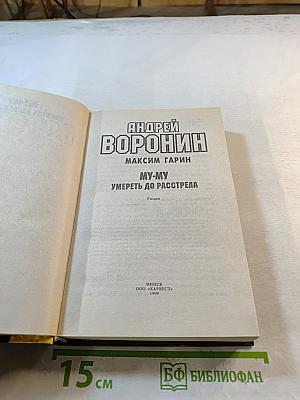 АНДРЕЙ
ВОРОНИН
МАКСИМ ГАРИН
МУ-МУ
УМЕРЕТЬ ДО РАССТРЕЛА
Роман
МИНСК
ООО «ХАРВЕСТ»
1999
15 см
БФ БИБЛИОФАН